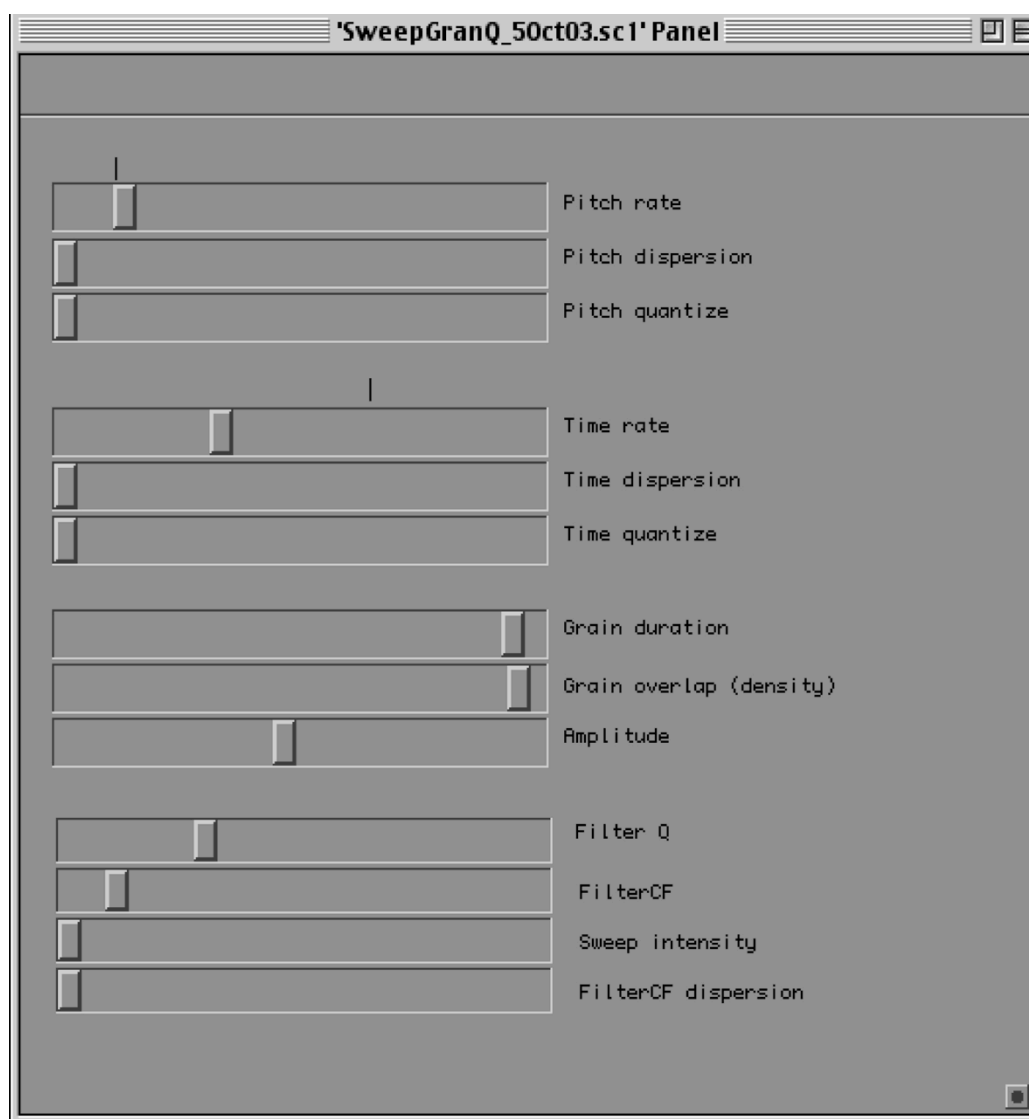 'SweepGranQ_5Oct03.sc1' Panel
Pitch rate
Pitch dispersion
Pitch quantize
Time rate
Time dispersion
Time quantize
Grain duration
Grain overlap (density)
Amplitude
Filter Q
FilterCF
Sweep intensity
FilterCF dispersion